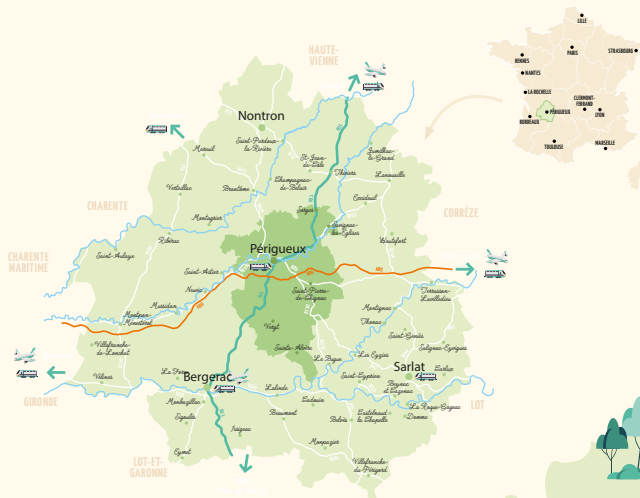 HAUTE-
VIENNE
LILLE
PARIS
STRASBOURG
RENNES
NANTES
LA ROCHELLE
CLERMONT-
FERRAND
PÉRIGUEUX
LYON
BORDEAUX
TOULOUSE
MARSEILLE
Nontron
Saint-Pardoux-
la-Rivière
Mareuil
St-Jean-
de-Côle
Thiviers
Jumilhac-
le-Grand
Lanouaille
Champagnac-
de-Belair
Verteillac
Brantôme
Excideuil
CHARENTE
CORRÈZE
Montagrier
Sorges
Savignac-
les-Eglises
Ribérac
Hautefort
Périgueux
CHARENTE
MARITIME
Saint-Aulaye
Saint-Astier
Neuvic
Saint-Pierre-
de-Chignac
Terrasson-
Lavilledieu
Mussidan
Montpon-
Ménestérol
Montignac
Thenon
Vergt
Saint-Geniès
Salignac-Eyvigues
Villefranche-
de-Lonchat
Sainte-Alvère
Le Bugue
Les Eyzies
Sarlat
Carlux
Vélines
La Force
Bergerac
Saint-Cyprien
Beynac
et Cazenac
Lalinde
Cadouin
GIRONDE
LOT
Monbazillac
Sigoulès
Beaumont
Belvès
Castelnaud
la Chapelle
La Roque-Gageac
Domme
Issigeac
Eymet
Monpazier
Villefranche-
du-Périgord
LOT-ET-
GARONNE